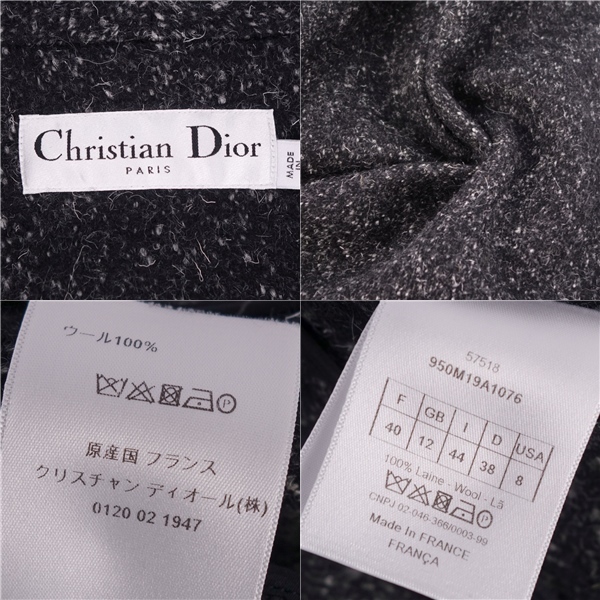 Christian Dior
PARIS
MADE
IN
ウール100%
P
原産国 フランス
クリスチャン ディオール(株)
0120 02 1947
57518
950M19A1076
F GB I D USA
40 12 44 38 8
100% Laine - Wool - Lã
P
CNPJ 02-046-368/0003-99
Made In FRANCE
FRANÇA